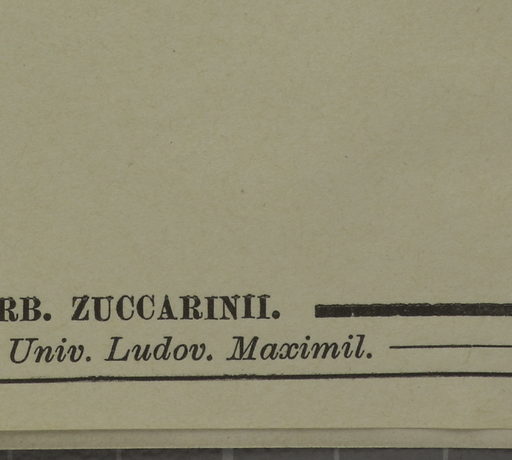 RB. ZUCCARINII.
Univ. Ludov. Maximil.